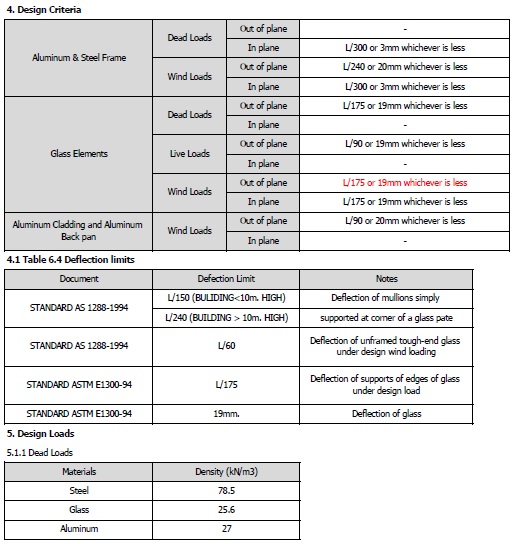 4. Design Criteria
Aluminum & Steel Frame
Dead Loads
Out of plane
-
In plane
L/300 or 3mm whichever is less
Wind Loads
Out of plane
L/240 or 20mm whichever is less
In plane
L/300 or 3mm whichever is less
Glass Elements
Dead Loads
Out of plane
L/175 or 19mm whichever is less
In plane
-
Live Loads
Out of plane
L/90 or 19mm whichever is less
In plane
-
Wind Loads
Out of plane
L/175 or 19mm whichever is less
In plane
L/175 or 19mm whichever is less
Aluminum Cladding and Aluminum
Back pan
Wind Loads
Out of plane
L/90 or 20mm whichever is less
In plane
-
4.1 Table 6.4 Deflection limits
Document
Defection Limit
Notes
STANDARD AS 1288-1994
L/150 (BULIDING<10m. HIGH)
Deflection of mullions simply
L/240 (BUILDING > 10m. HIGH)
supported at corner of a glass pate
STANDARD AS 1288-1994
L/60
Deflection of unframed tough-end glass
under design wind loading
STANDARD ASTM E1300-94
L/175
Deflection of supports of edges of glass
under design load
STANDARD ASTM E1300-94
19mm.
Deflection of glass
5. Design Loads
5.1.1 Dead Loads
Materials
Density (kN/m3)
Steel
78.5
Glass
25.6
Aluminum
27